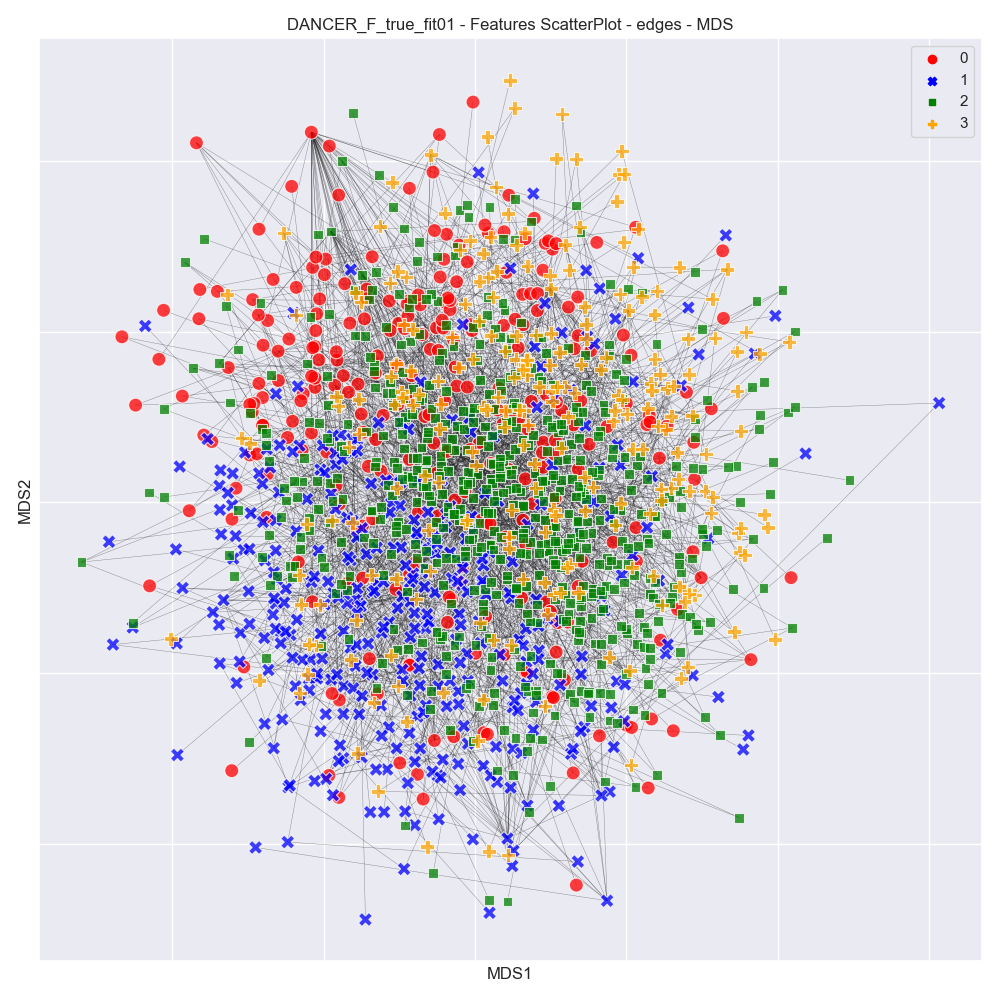 DANCER_F_true_fit01 - Features ScatterPlot - edges - MDS
0
1
2
3
MDS2
MDS1